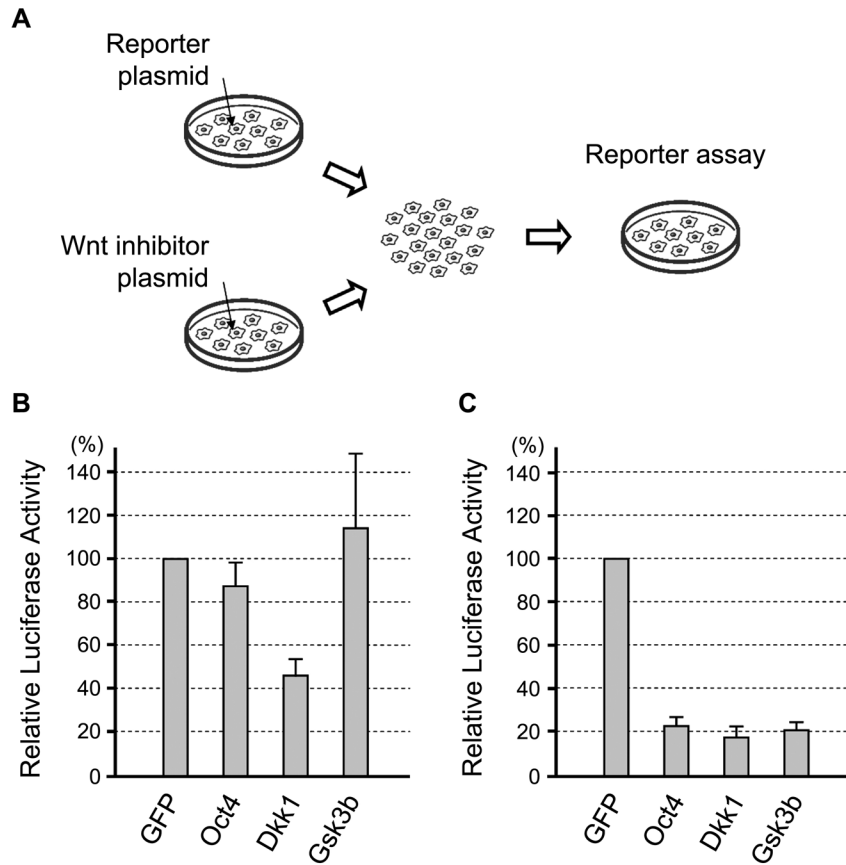 A
Reporter
plasmid
Reporter assay
Wnt inhibitor
plasmid
B
(%)
Relative Luciferase Activity
140
120
100
80
60
40
20
0
GFP
Oct4
Dkk1
Gsk3b
C
(%)
Relative Luciferase Activity
140
120
100
80
60
40
20
0
GFP
Oct4
Dkk1
Gsk3b